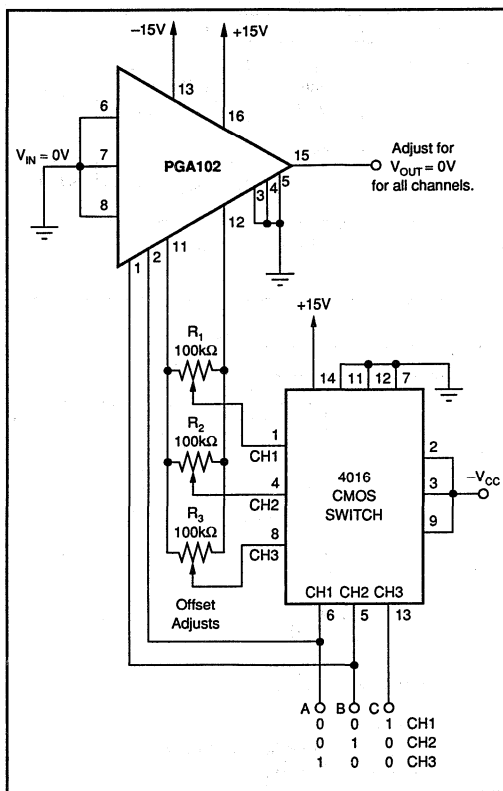 –15V
+15V
13
16
6
7
8
V_IN = 0V
PGA102
15
Adjust for
V_OUT = 0V
for all channels.
3
4
5
12
11
2
1
+15V
R1
100kΩ
R2
100kΩ
R3
100kΩ
14
11
12
7
1
CH1
4
CH2
8
CH3
4016
CMOS
SWITCH
2
3
9
–V_CC
CH1 CH2 CH3
6
5
13
Offset
Adjusts
A B C
0 0 1 CH1
0 1 0 CH2
1 0 0 CH3